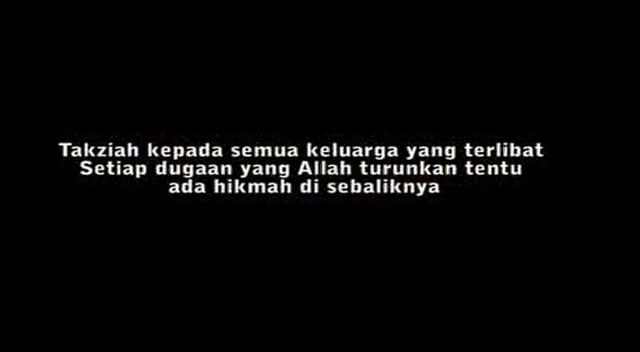 Takziah kepada semua keluarga yang terlibat
Setiap dugaan yang Allah turunkan tentu
ada hikmah di sebaliknya